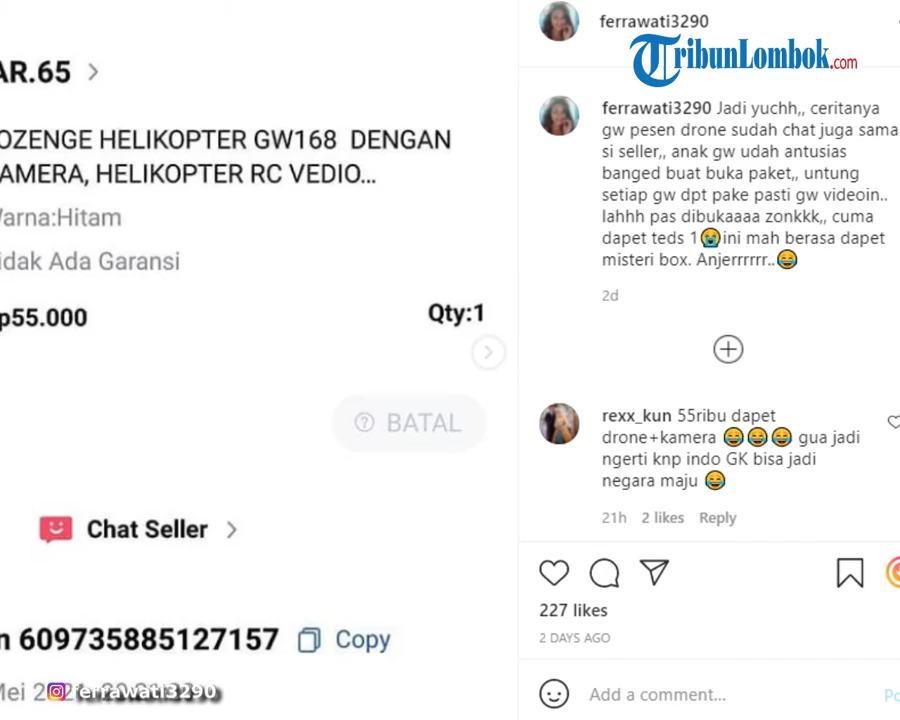 AR.65
OZENGE HELIKOPTER GW168 DENGAN
AMERA, HELIKOPTER RC VEDIO...
Warna:Hitam
idak Ada Garansi
p55.000
Qty:1
BATAL
Chat Seller
n 609735885127157
Copy
Mei
ferrawati3290
ferrawati3290
TribunLombok.com
ferrawati3290 Jadi yuchh,, ceritanya
gw pesen drone sudah chat juga sama
si seller,, anak gw udah antusias
banged buat buka paket,, untung
setiap gw dpt pake pasti gw videoin..
lahhh pas dibukaaaa zonkkk,, cuma
dapet teds 1😭ini mah berasa dapet
misteri box. Anjerrrrrr..😂
2d
rexx_kun 55ribu dapet
drone+kamera 😂😂😂 gua jadi
ngerti knp indo GK bisa jadi
negara maju 😂
21h 2 likes Reply
227 likes
2 DAYS AGO
Add a comment...
Po